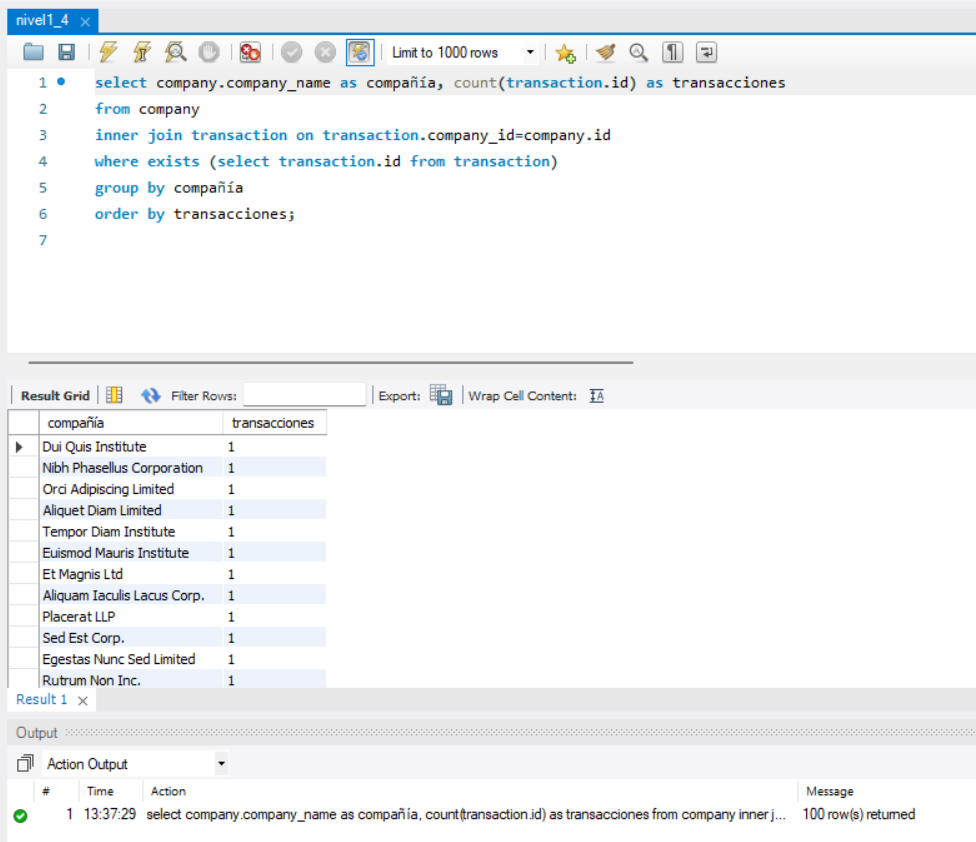 nivel1_4
Limit to 1000 rows
1 select company.company_name as compañía, count(transaction.id) as transacciones
2 from company
3 inner join transaction on transaction.company_id=company.id
4 where exists (select transaction.id from transaction)
5 group by compañía
6 order by transacciones;
7
Result Grid Filter Rows: Export: Wrap Cell Content:
compañía transacciones
Dui Quis Institute 1
Nibh Phasellus Corporation 1
Orci Adipiscing Limited 1
Aliquet Diam Limited 1
Tempor Diam Institute 1
Euismod Mauris Institute 1
Et Magnis Ltd 1
Aliquam Iaculis Lacus Corp. 1
Placerat LLP 1
Sed Est Corp. 1
Egestas Nunc Sed Limited 1
Rutrum Non Inc. 1
Result 1
Output
Action Output
# Time Action Message
1 13:37:29 select company.company_name as compañía, count(transaction.id) as transacciones from company inner j... 100 row(s) returned